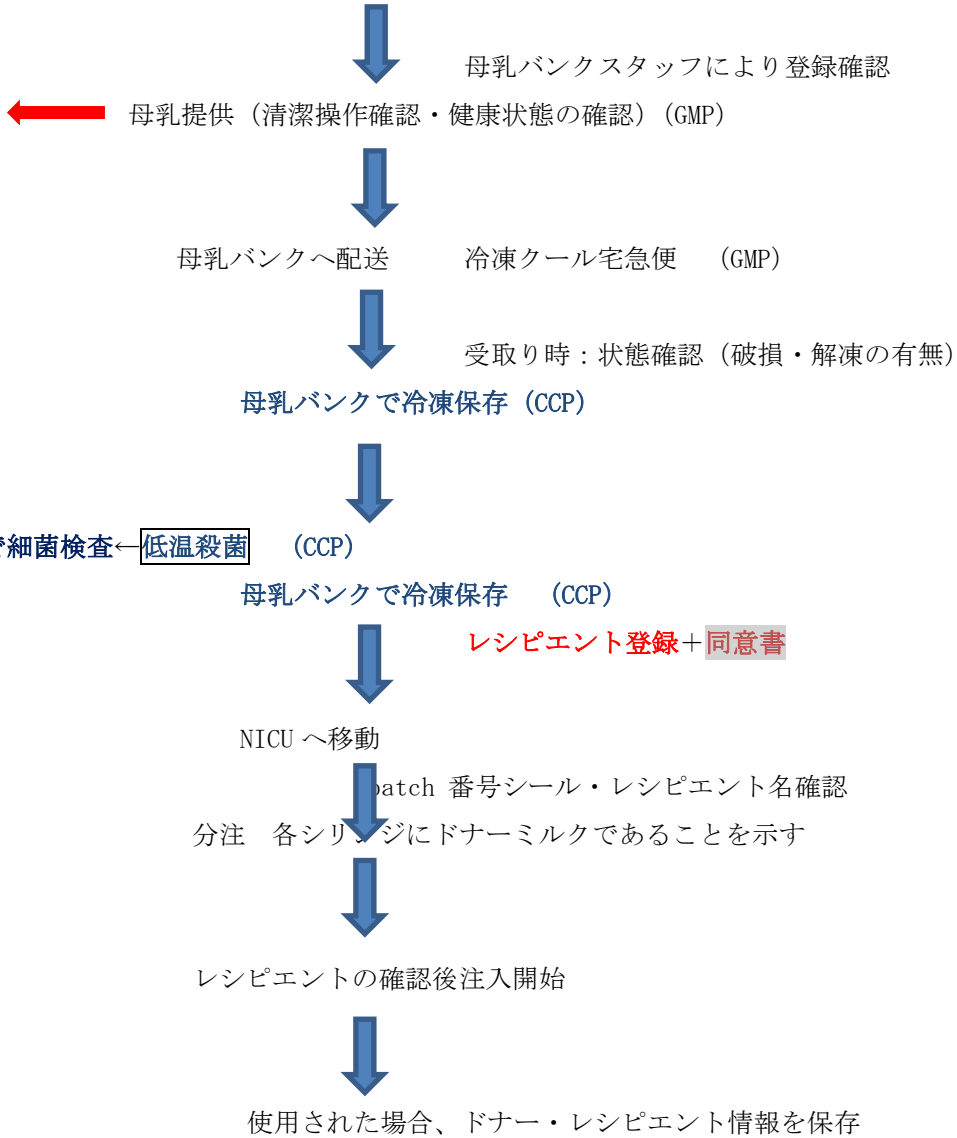 母乳バンクスタッフにより登録確認
母乳提供（清潔操作確認・健康状態の確認）(GMP)
母乳バンクへ配送　冷凍クール宅急便　（GMP）
受取り時：状態確認（破損・解凍の有無）
母乳バンクで冷凍保存（CCP）
細菌検査←低温殺菌　（CCP）
母乳バンクで冷凍保存　（CCP）
レシピエント登録＋同意書
NICU へ移動
batch 番号シール・レシピエント名確認
分注　各シリンジにドナーミルクであることを示す
レシピエントの確認後注入開始
使用された場合、ドナー・レシピエント情報を保存